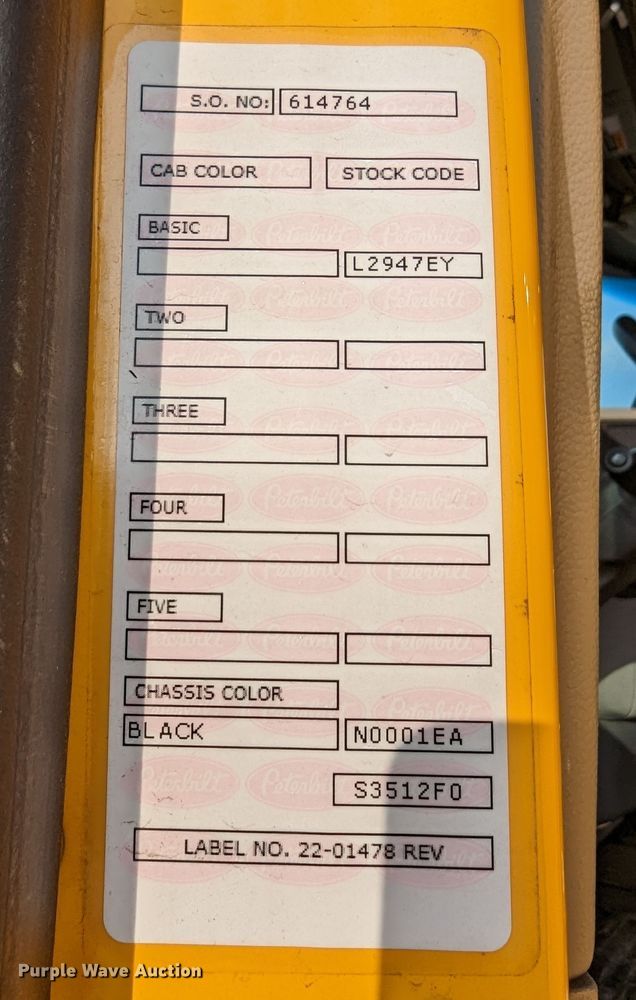 S.O. NO: 614764
CAB COLOR STOCK CODE
BASIC
L2947EY
TWO
THREE
FOUR
FIVE
CHASSIS COLOR
BLACK N0001EA
S3512F0
LABEL NO. 22-01478 REV
Peterbilt
Purple Wave Auction